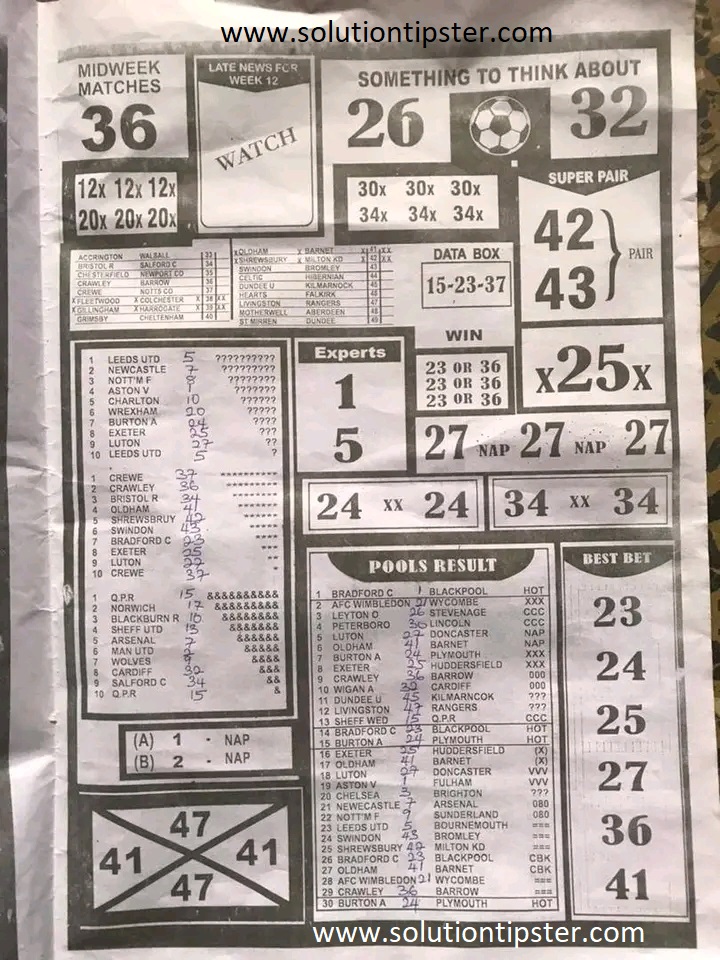 www.solutiontipster.com
MIDWEEK
MATCHES
36
LATE NEWS FOR
WEEK 12
WATCH
SOMETHING TO THINK ABOUT
26 32
12x 12x 12x
20x 20x 20x
30x 30x 30x
34x 34x 34x
SUPER PAIR
42
43
PAIR
ACCRINGTON WALSALL 33
BRISTOL R SALFORD C 34
CHESTERFIELD NEWPORT CO 35
CRAWLEY BARROW 36
CREWE NOTTS CO 37
X FLEETWOOD X COLCHESTER X 38 XX
X GILLINGHAM X HARROGATE X 39 XX
GRIMSBY CHELTENHAM 40
X OLDHAM X BARNET X 41 XX
X SHREWSBURY X MILTON KD X 42 XX
SWINDON BROMLEY 43
CELTIC HIBERNIAN 44
DUNDEE U KILMARNOCK
HEARTS FALKIRK
LIVINGSTON RANGERS 47
MOTHERWELL ABERDEEN 48
ST MIRREN DUNDEE 49
DATA BOX
15-23-37
WIN
23 OR 36
23 OR 36
23 OR 36
x25x
1 LEEDS UTD 5 ??????????
2 NEWCASTLE 7 ?????????
3 NOTT'M F ????????
4 ASTON V 1 ???????
5 CHARLTON 10 ??????
6 WREXHAM 20 ?????
7 BURTON A 24 ????
8 EXETER 25 ???
9 LUTON 27 ??
10 LEEDS UTD 5 ?
1 CREWE 37 **********
2 CRAWLEY 36 *********
3 BRISTOL R 34 ********
4 OLDHAM 41 *******
5 SHREWSBRUY 42 ******
6 SWINDON 43 *****
7 BRADFORD C 23 ****
8 EXETER 25 ***
9 LUTON **
10 CREWE 37 *
1 Q.P.R 15 &&&&&&&&&&
2 NORWICH 17 &&&&&&&&&
3 BLACKBURN R 10 &&&&&&&&
4 SHEFF UTD &&&&&&&
5 ARSENAL &&&&&&
6 MAN UTD &&&&&
7 WOLVES 9 &&&&
8 CARDIFF 32 &&&
9 SALFORD C 34 &&
10 Q.P.R 15 &
Experts
1
5
27 NAP 27 NAP 27
24 xx 24
34 xx 34
(A) 1 - NAP
(B) 2 - NAP
47
41 41
47
POOLS RESULT
1 BRADFORD C BLACKPOOL HOT
2 AFC WIMBLEDON 21 WYCOMBE XXX
3 LEYTON O 26 STEVENAGE CCC
4 PETERBORO 30 LINCOLN CCC
5 LUTON 27 DONCASTER NAP
6 OLDHAM 41 BARNET NAP
7 BURTON A 24 PLYMOUTH XXX
8 EXETER 25 HUDDERSFIELD XXX
9 CRAWLEY 36 BARROW 000
10 WIGAN A 32 CARDIFF 000
11 DUNDEE U 45 KILMARNCOK ???
12 LIVINGSTON 47 RANGERS ???
13 SHEFF WED 15 Q.P.R CCC
14 BRADFORD C 23 BLACKPOOL HOT
15 BURTON A 24 PLYMOUTH HOT
16 EXETER 25 HUDDERSFIELD (X)
17 OLDHAM 41 BARNET (X)
18 LUTON 27 DONCASTER VVV
19 ASTON V 1 FULHAM VVV
20 CHELSEA 3 BRIGHTON ???
21 NEWECASTLE 7 ARSENAL 080
22 NOTT'M F 9 SUNDERLAND 080
23 LEEDS UTD 5 BOURNEMOUTH ===
24 SWINDON 43 BROMLEY ===
25 SHREWSBURY 42 MILTON KD ===
26 BRADFORD C 23 BLACKPOOL CBK
27 OLDHAM 41 BARNET CBK
28 AFC WIMBLEDON 21 WYCOMBE ===
29 CRAWLEY 36 BARROW ===
30 BURTON A 24 PLYMOUTH HOT
BEST BET
23
24
25
27
36
41
www.solutiontipster.com